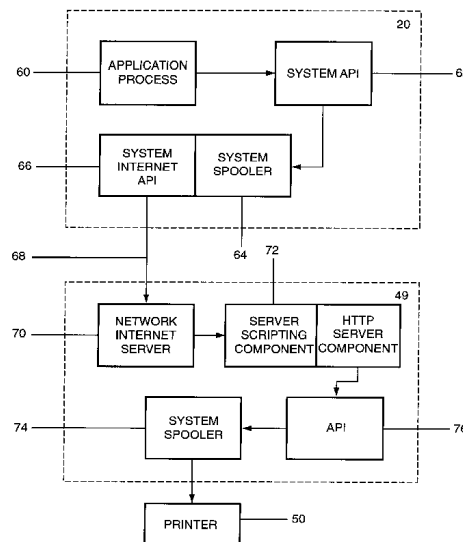 20
60
APPLICATION
PROCESS
SYSTEM API
6
66
SYSTEM
INTERNET
API
SYSTEM
SPOOLER
68
64
72
49
70
NETWORK
INTERNET
SERVER
SERVER
SCRIPTING
COMPONENT
HTTP
SERVER
COMPONENT
74
SYSTEM
SPOOLER
API
76
PRINTER
50